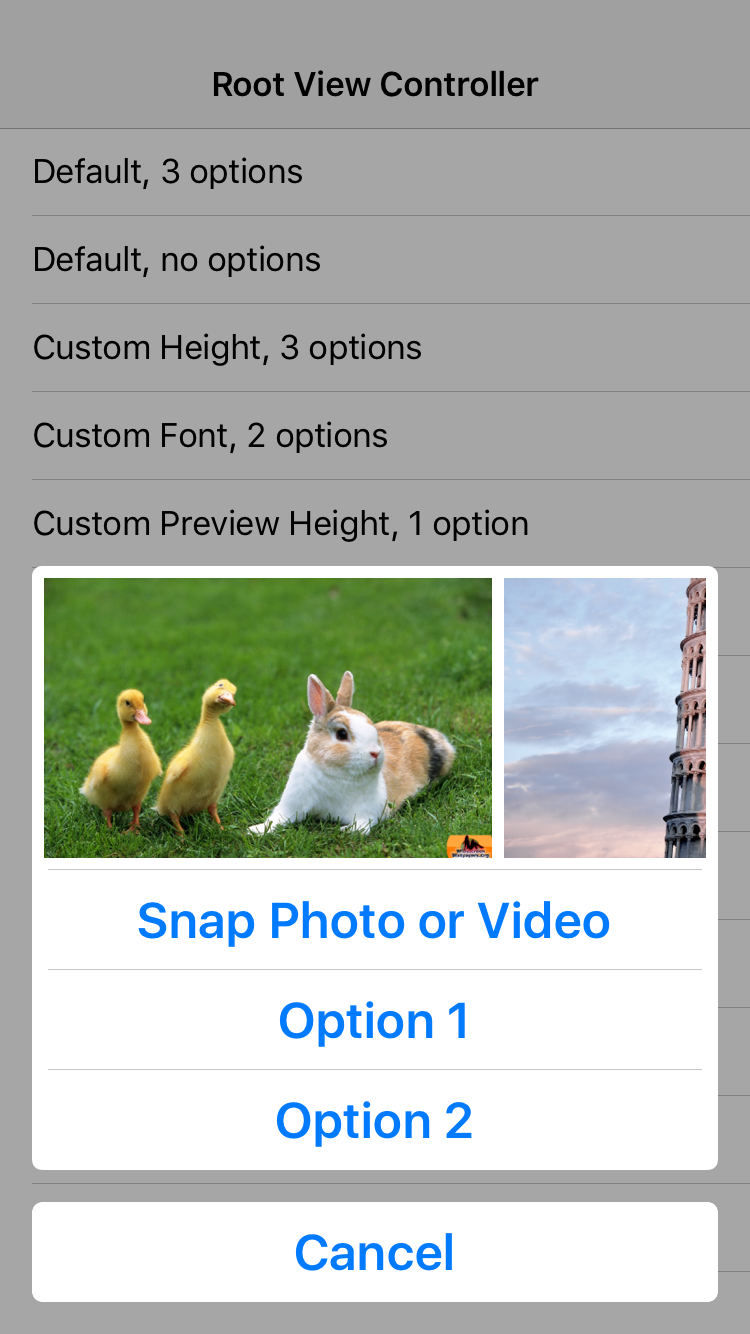 Root View Controller
Default, 3 options
Default, no options
Custom Height, 3 options
Custom Font, 2 options
Custom Preview Height, 1 option
Snap Photo or Video
Option 1
Option 2
Cancel